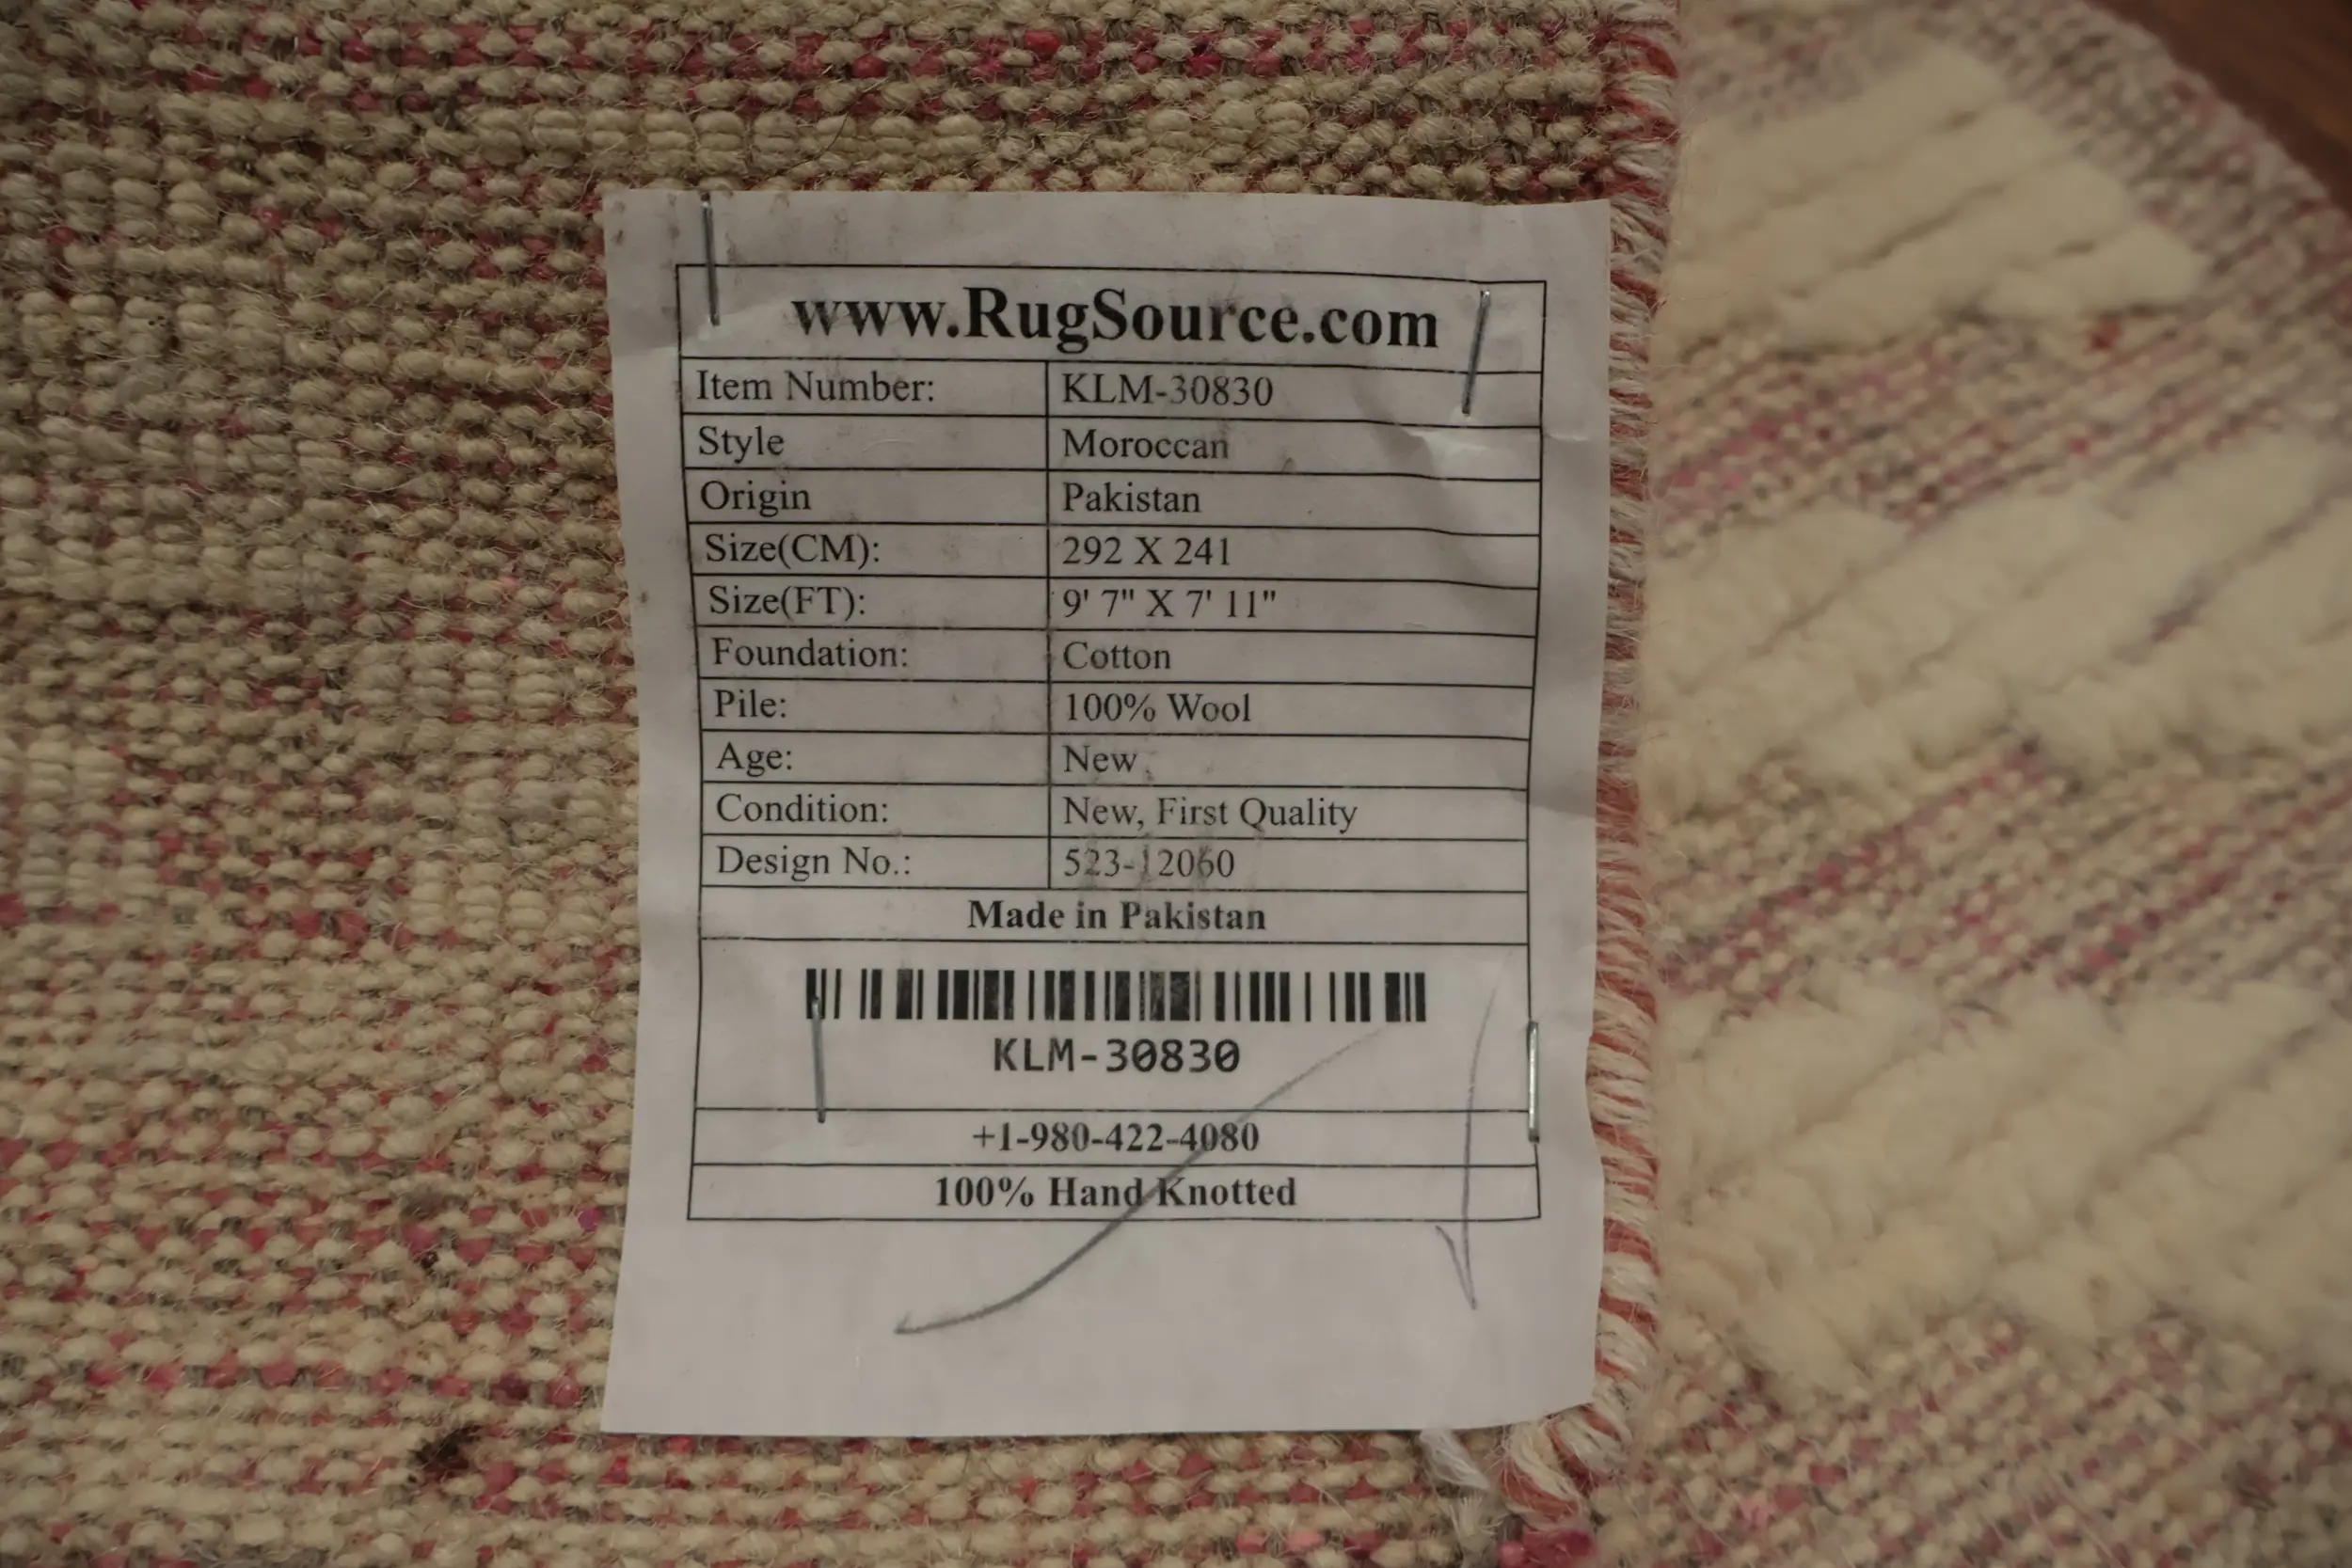 www.RugSource.com
Item Number: KLM-30830
Style Moroccan
Origin Pakistan
Size(CM): 292 X 241
Size(FT): 9' 7" X 7' 11"
Foundation: Cotton
Pile: 100% Wool
Age: New
Condition: New, First Quality
Design No.: 523-12060
Made in Pakistan
KLM-30830
+1-980-422-4080
100% Hand Knotted